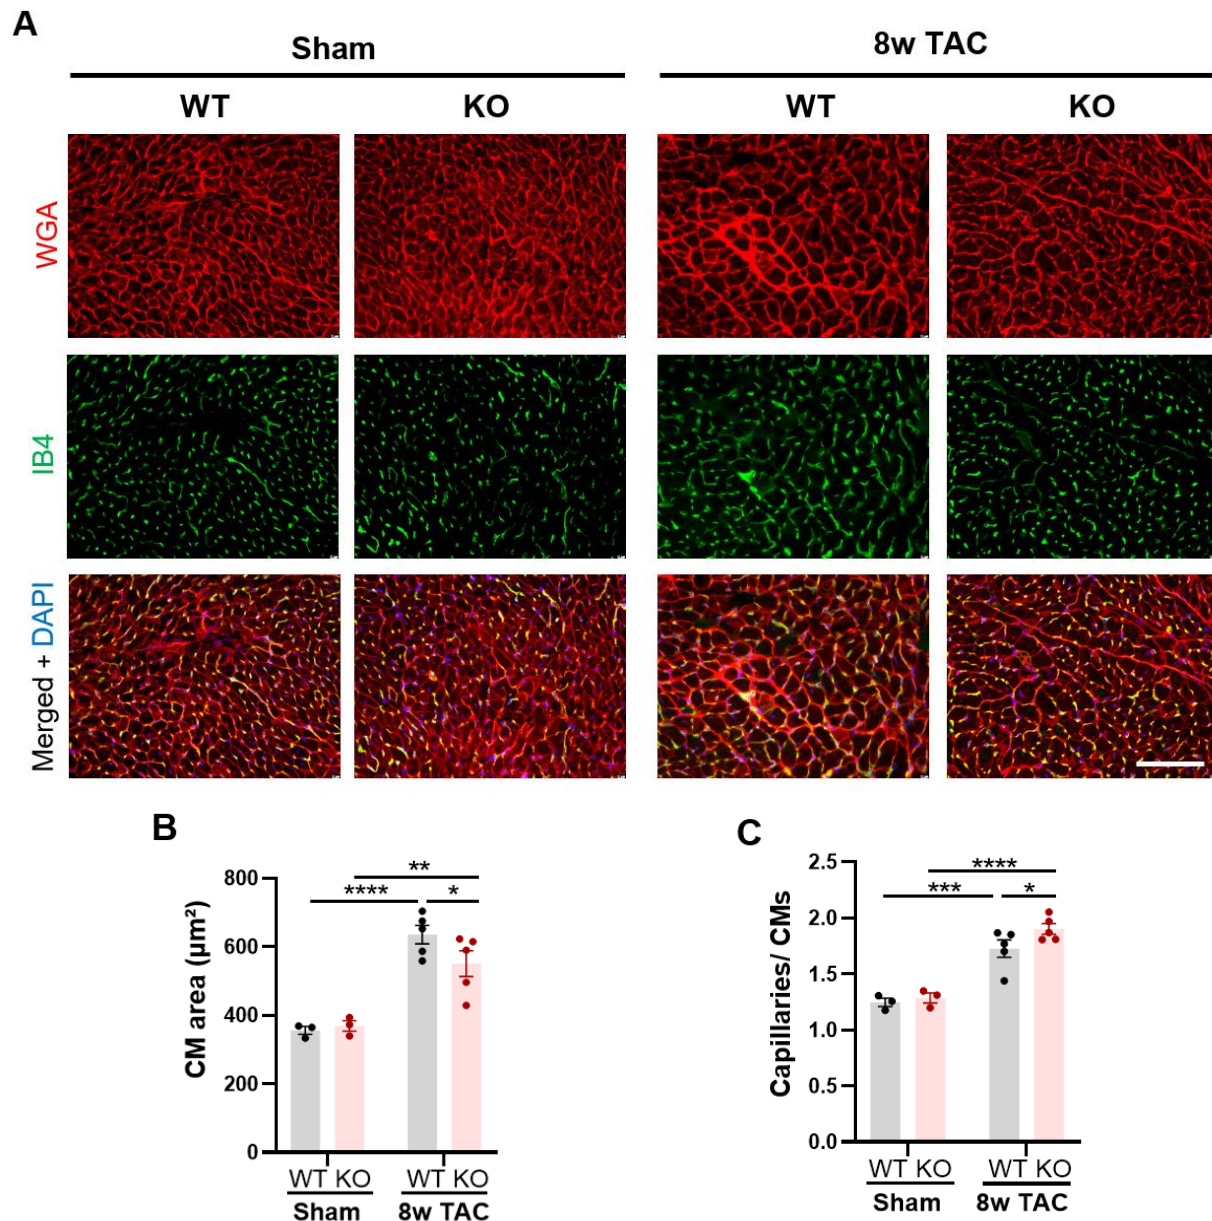 A
Sham
8w TAC
WT
KO
WT
KO
WGA
IB4
Merged + DAPI
B
CM area (µm²)
800
600
400
200
0
****
**
*
WT KO
WT KO
Sham
8w TAC
C
Capillaries/ CMs
2.5
2.0
1.5
1.0
0.5
0.0
***
****
*
WT KO
WT KO
Sham
8w TAC